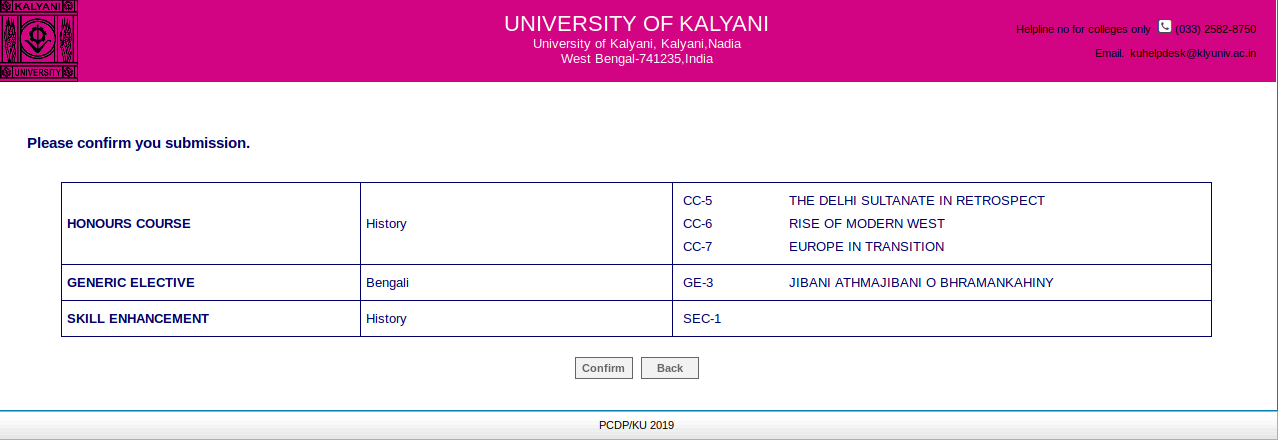 KALYANI
UNIVERSITY
UNIVERSITY OF KALYANI
University of Kalyani, Kalyani,Nadia
West Bengal-741235,India
Helpline no for colleges only (033) 2582-8750
Email. kuhelpdesk@klyuniv.ac.in
Please confirm you submission.
HONOURS COURSE History CC-5 THE DELHI SULTANATE IN RETROSPECT
CC-6 RISE OF MODERN WEST
CC-7 EUROPE IN TRANSITION
GENERIC ELECTIVE Bengali GE-3 JIBANI ATHMAJIBANI O BHRAMANKAHINY
SKILL ENHANCEMENT History SEC-1
Confirm Back
PCDP/KU 2019